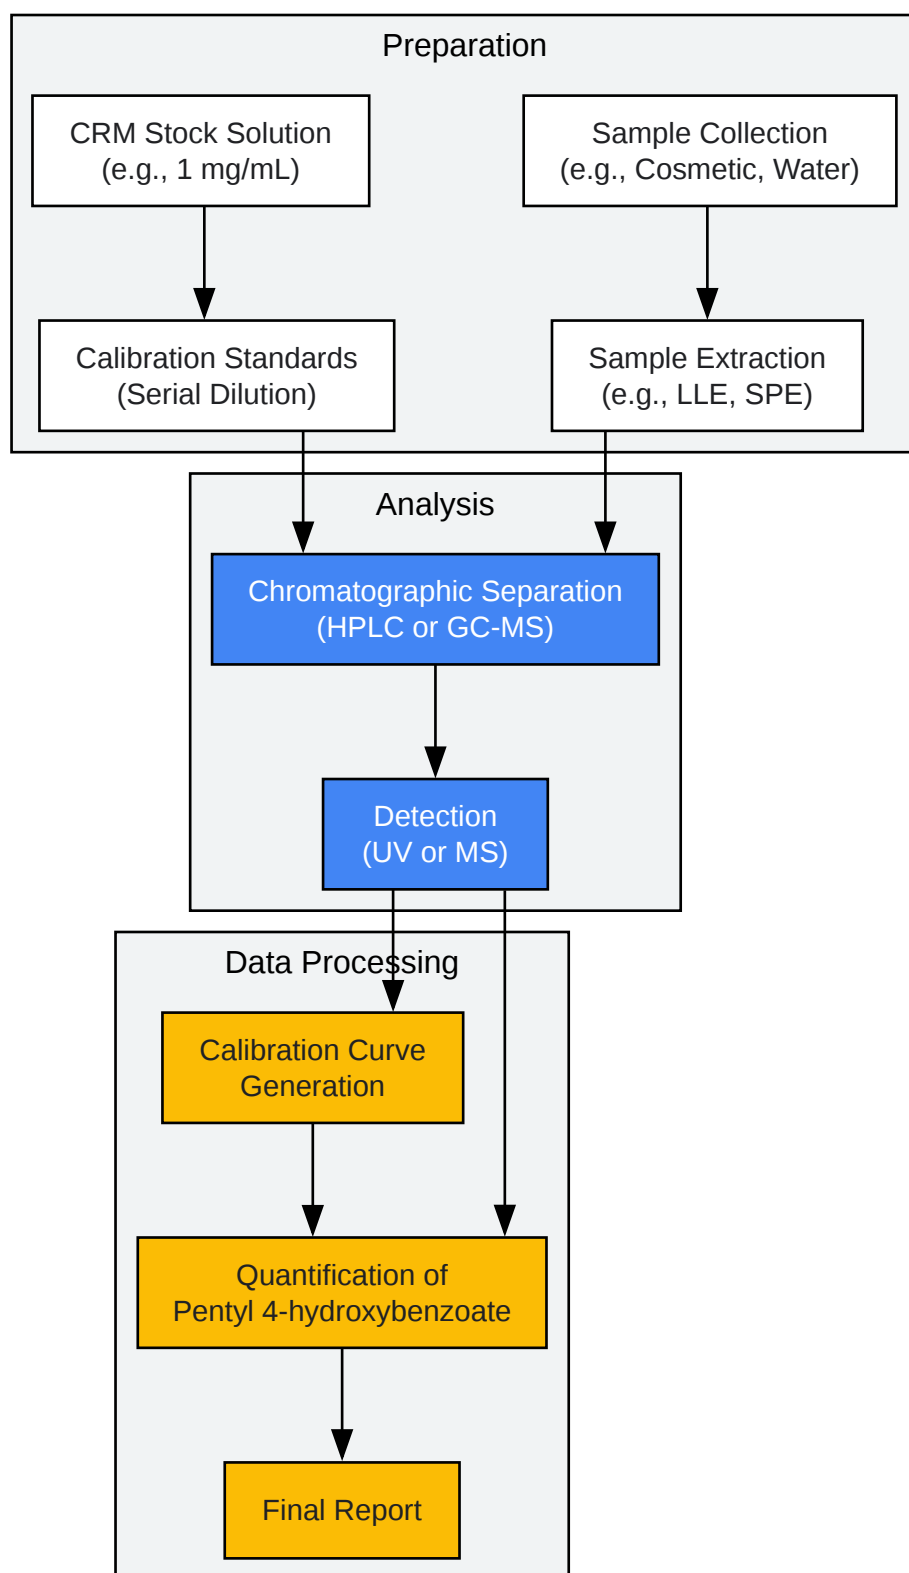 Preparation
CRM Stock Solution
(e.g., 1 mg/mL)
Sample Collection
(e.g., Cosmetic, Water)
Calibration Standards
(Serial Dilution)
Sample Extraction
(e.g., LLE, SPE)
Analysis
Chromatographic Separation
(HPLC or GC-MS)
Detection
(UV or MS)
Data Processing
Calibration Curve
Generation
Quantification of
Pentyl 4-hydroxybenzoate
Final Report